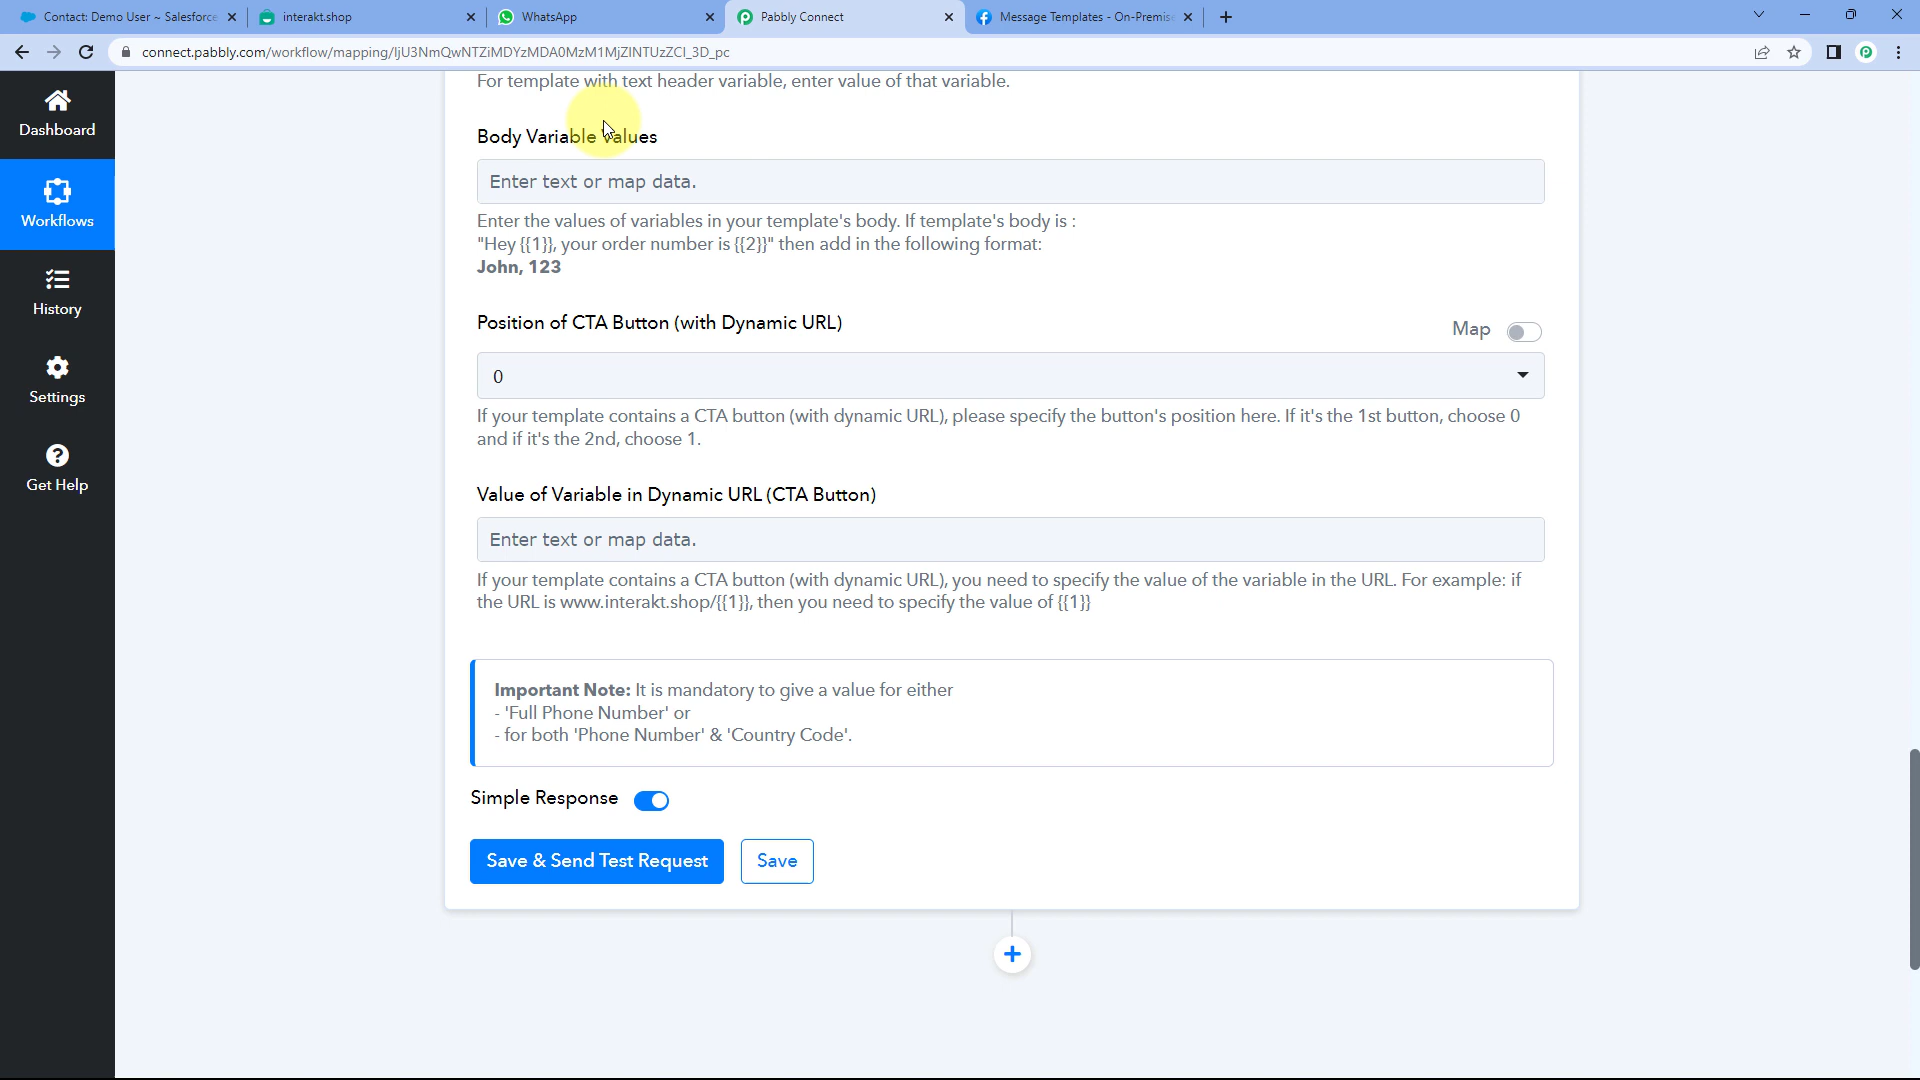 Contact: Demo User ~ Salesforce
interakt.shop
WhatsApp
Pabbly Connect
Message Templates - On-Premise
connect.pabbly.com/workflow/mapping/IjU3NmQwNTZiMDYzMDA0MzM1MjZlNTUzZCI_3D_pc
Dashboard
Workflows
History
Settings
Get Help
For template with text header variable, enter value of that variable.
Body Variable Values
Enter text or map data.
Enter the values of variables in your template's body. If template's body is :
"Hey {{1}}, your order number is {{2}}" then add in the following format:
John, 123
Position of CTA Button (with Dynamic URL)
Map
0
If your template contains a CTA button (with dynamic URL), please specify the button's position here. If it's the 1st button, choose 0
and if it's the 2nd, choose 1.
Value of Variable in Dynamic URL (CTA Button)
Enter text or map data.
If your template contains a CTA button (with dynamic URL), you need to specify the value of the variable in the URL. For example: if
the URL is www.interakt.shop/{{1}}, then you need to specify the value of {{1}}
Important Note: It is mandatory to give a value for either
- 'Full Phone Number' or
- for both 'Phone Number' & 'Country Code'.
Simple Response
Save & Send Test Request
Save